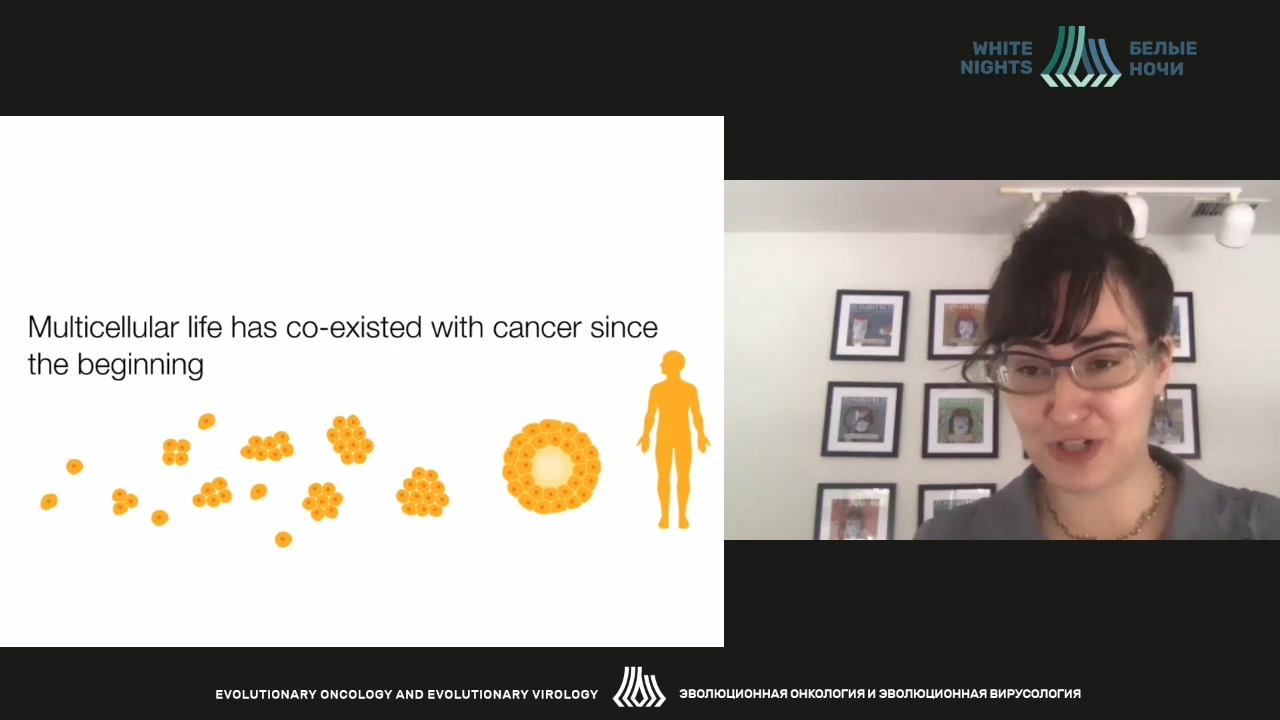 WHITE
NIGHTS
БЕЛЫЕ
НОЧИ
Multicellular life has co-existed with cancer since
the beginning
EVOLUTIONARY ONCOLOGY AND EVOLUTIONARY VIROLOGY
ЭВОЛЮЦИОННАЯ ОНКОЛОГИЯ И ЭВОЛЮЦИОННАЯ ВИРУСОЛОГИЯ